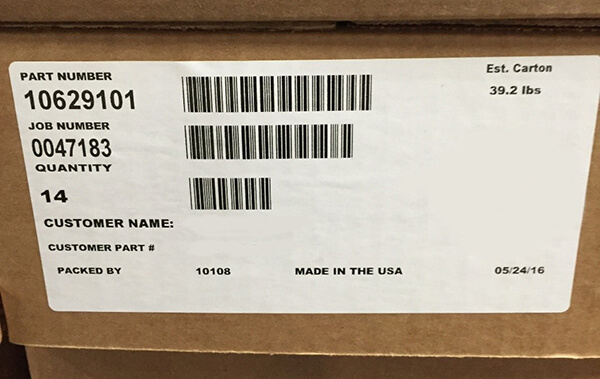 PART NUMBER
Est. Carton
10629101
39.2 lbs
JOB NUMBER
0047183
QUANTITY
14
CUSTOMER NAME:
CUSTOMER PART #
PACKED BY 10108 MADE IN THE USA 05/24/16